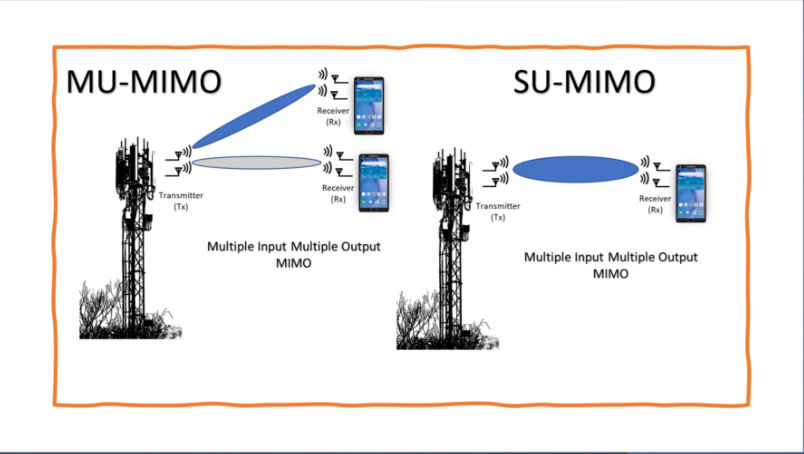 MU-MIMO
Receiver
(Rx)
Receiver
(Rx)
Transmitter
(Tx)
Multiple Input Multiple Output
MIMO
SU-MIMO
Transmitter
(Tx)
Receiver
(Rx)
Multiple Input Multiple Output
MIMO